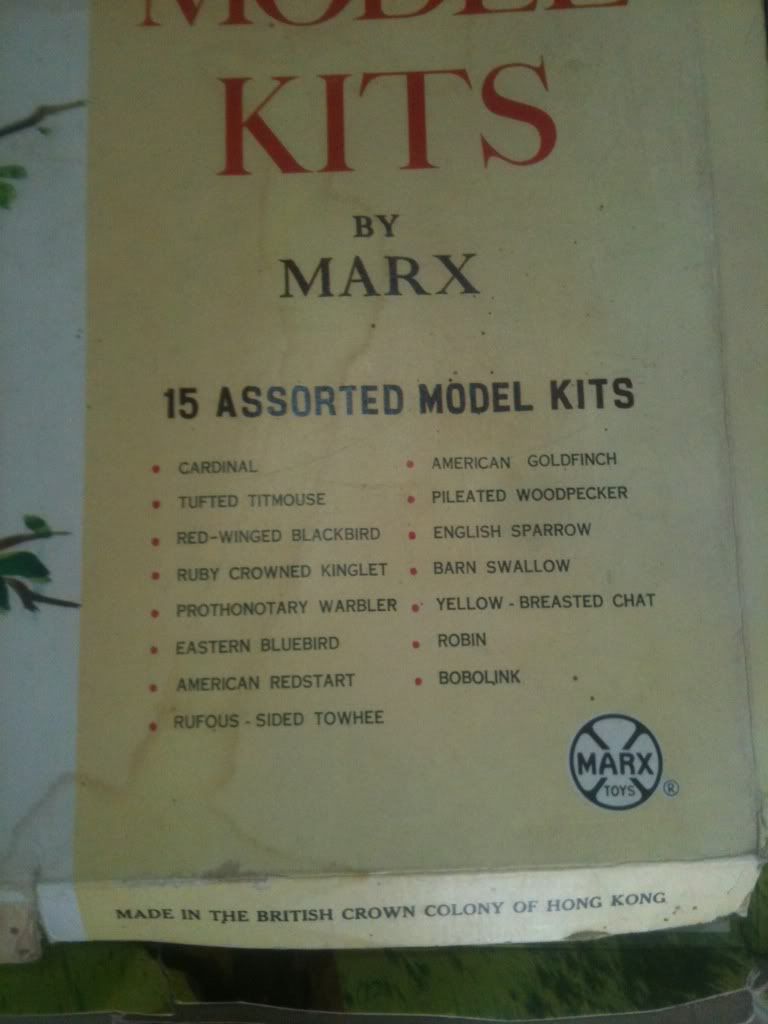 MODEL
KITS
BY
MARX
15 ASSORTED MODEL KITS
• CARDINAL
• TUFTED TITMOUSE
• RED-WINGED BLACKBIRD
• RUBY CROWNED KINGLET
• PROTHONOTARY WARBLER
• EASTERN BLUEBIRD
• AMERICAN REDSTART
• RUFOUS - SIDED TOWHEE
• AMERICAN GOLDFINCH
• PILEATED WOODPECKER
• ENGLISH SPARROW
• BARN SWALLOW
• YELLOW - BREASTED CHAT
• ROBIN
• BOBOLINK
MARX
TOYS
®
MADE IN THE BRITISH CROWN COLONY OF HONG KONG